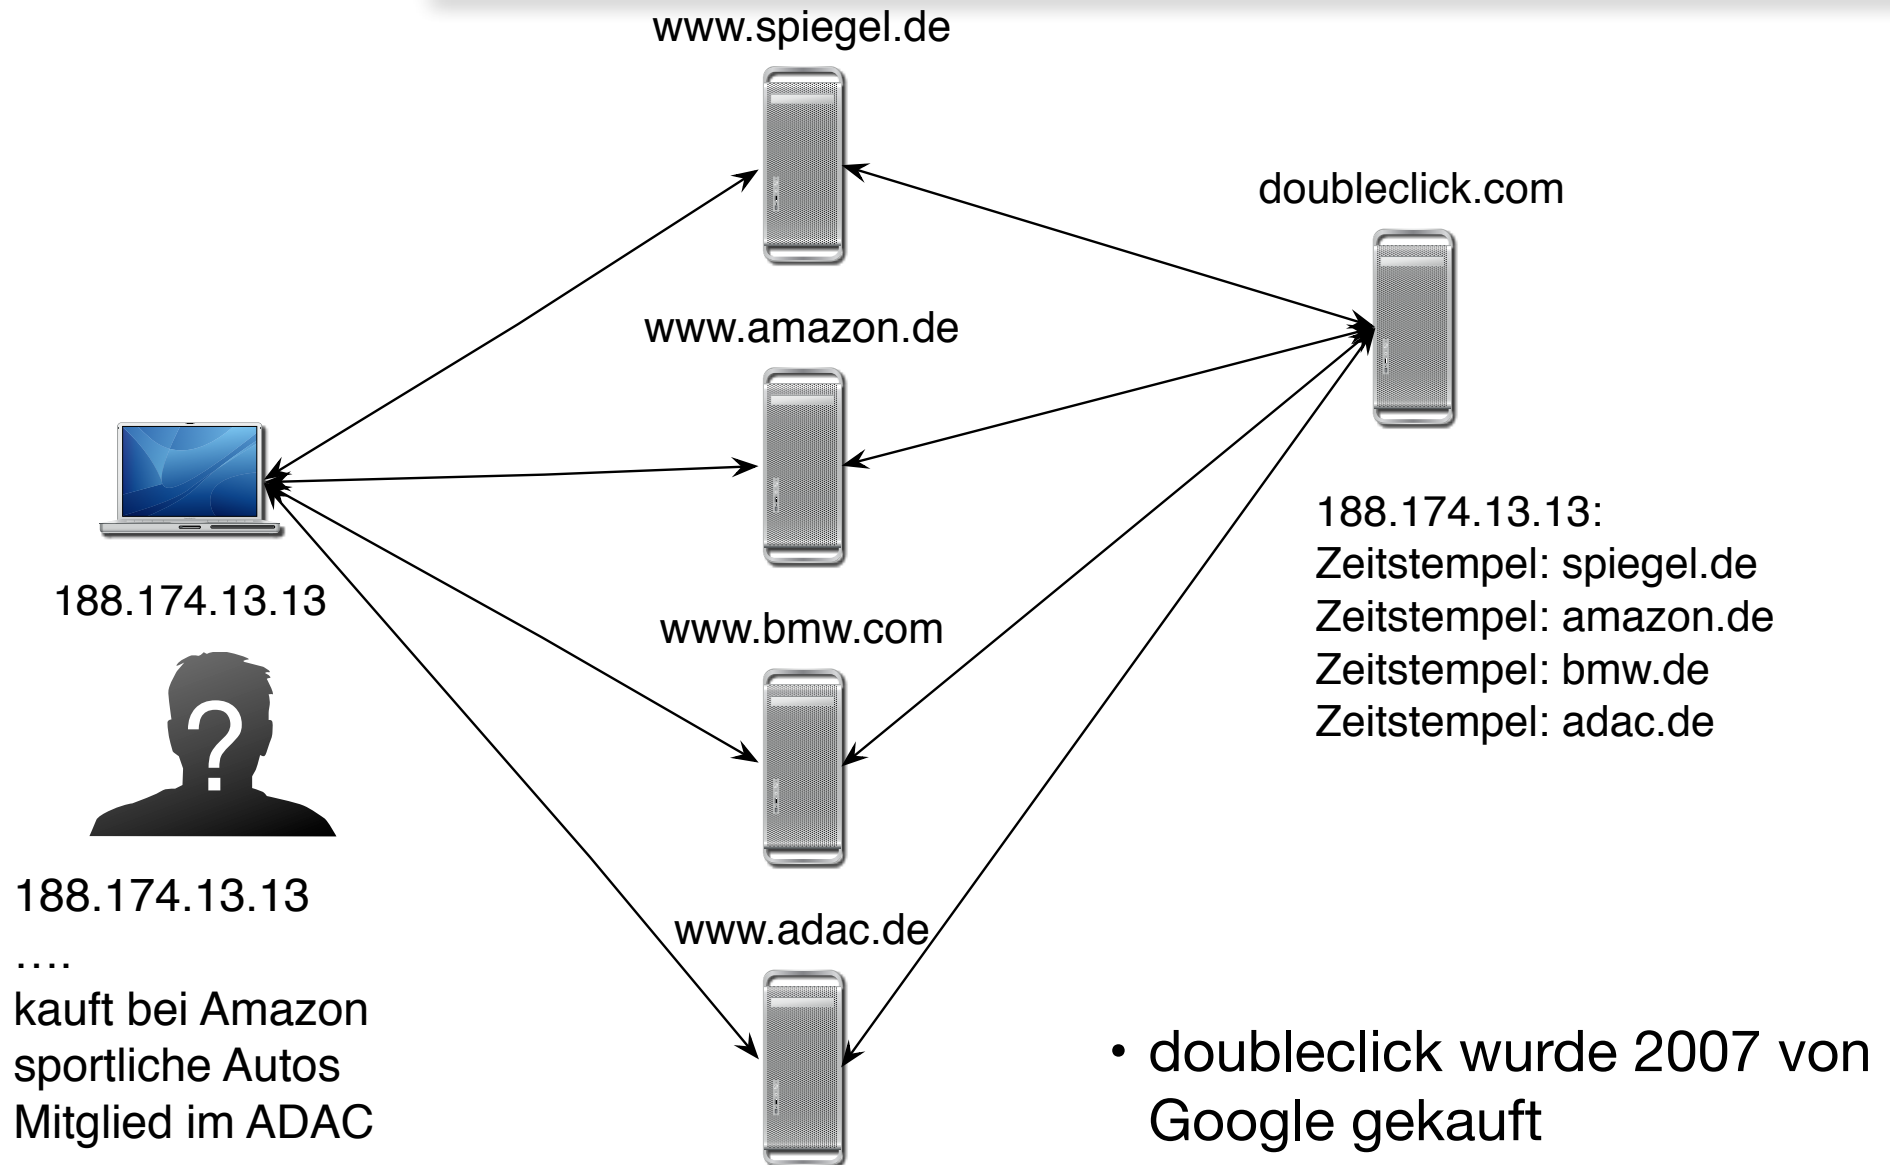 www.spiegel.de
doubleclick.com
www.amazon.de
188.174.13.13:
Zeitstempel: spiegel.de
Zeitstempel: amazon.de
Zeitstempel: bmw.de
Zeitstempel: adac.de
188.174.13.13
www.bmw.com
?
188.174.13.13
….
kauft bei Amazon
sportliche Autos
Mitglied im ADAC
www.adac.de
• doubleclick wurde 2007 von
Google gekauft